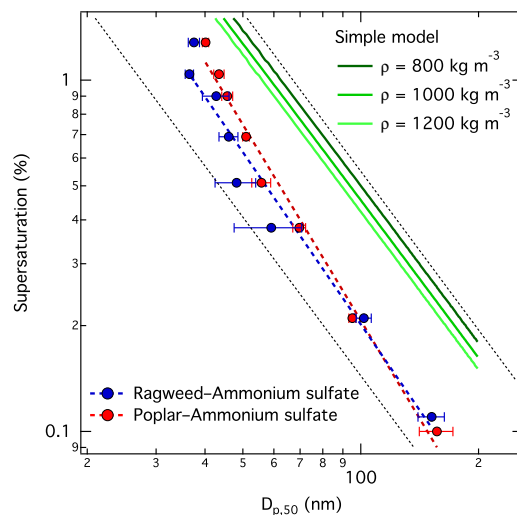 Simple model
ρ = 800 kg m⁻³
ρ = 1000 kg m⁻³
ρ = 1200 kg m⁻³
Supersaturation (%)
1
9
8
7
6
5
4
3
2
0.1
9
Ragweed–Ammonium sulfate
Poplar–Ammonium sulfate
2 3 4 5 6 7 8 9 100 2
Dp,50 (nm)